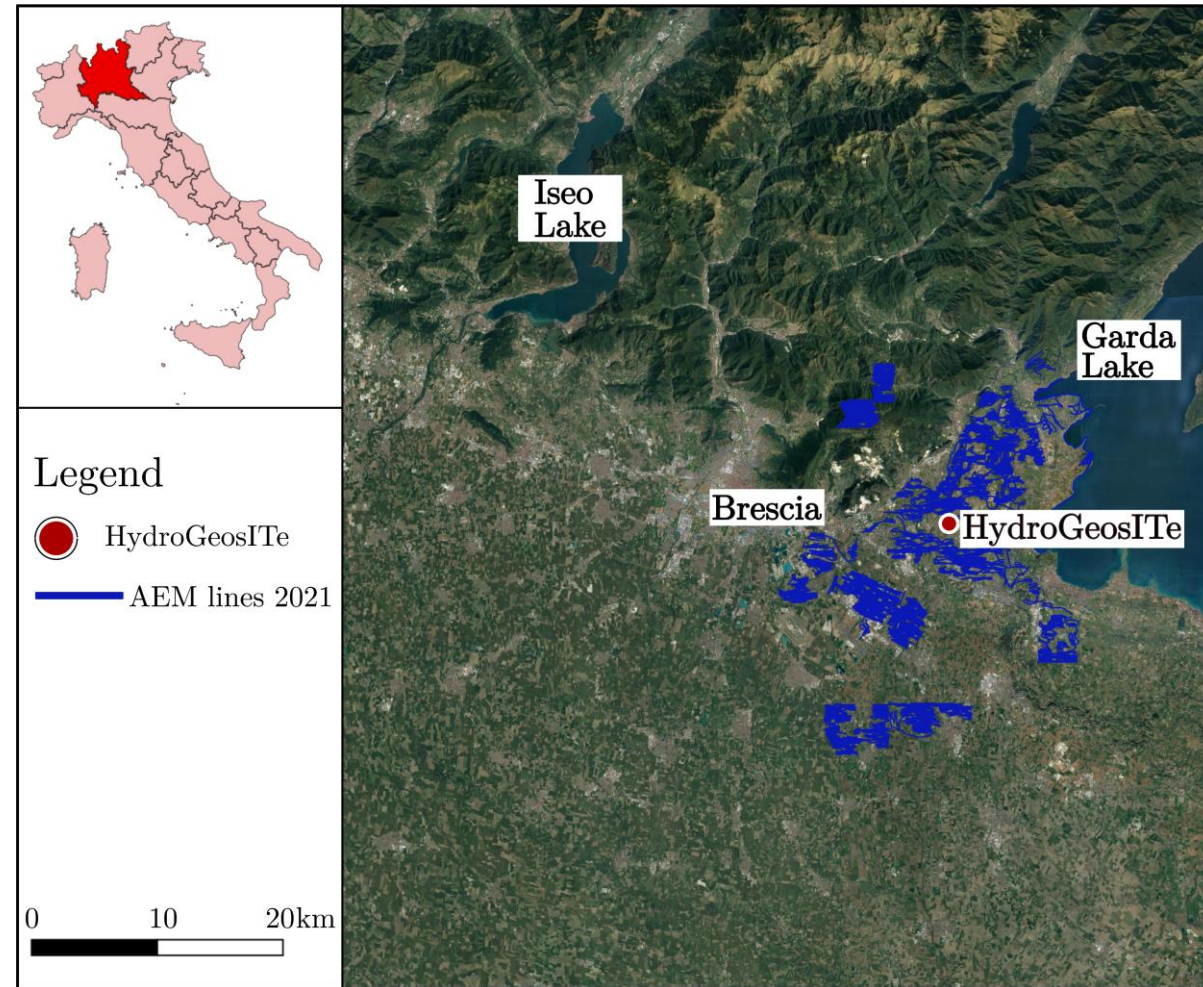 Iseo
Lake
Garda
Lake
Brescia
HydroGeosITe
Legend
HydroGeosITe
AEM lines 2021
0 10 20km